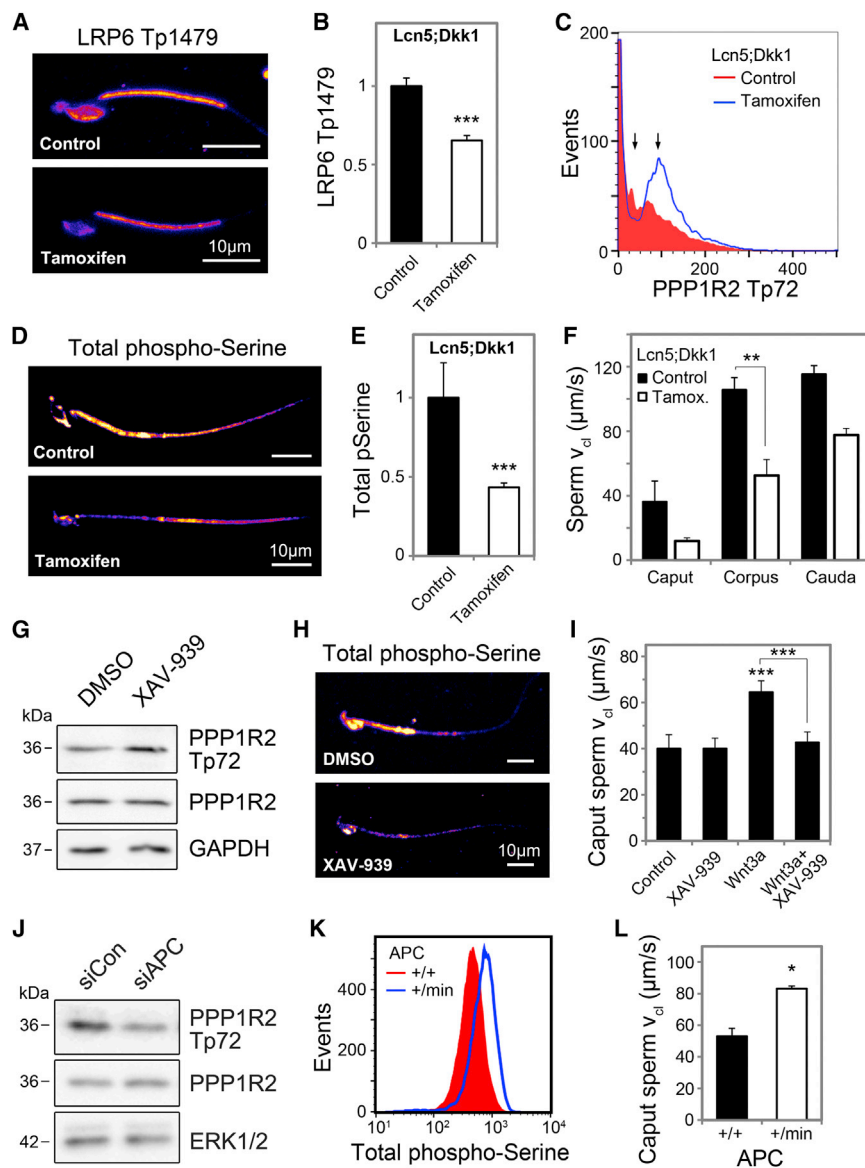 A
LRP6 Tp1479
Control
Tamoxifen
10μm
B
Lcn5;Dkk1
LRP6 Tp1479
1
0.5
0
***
Control
Tamoxifen
C
Events
200
100
0
Lcn5;Dkk1
Control
Tamoxifen
0
200
400
PPP1R2 Tp72
D
Total phospho-Serine
Control
Tamoxifen
10μm
E
Lcn5;Dkk1
Total pSerine
1
0.5
0
***
Control
Tamoxifen
F
Sperm vcl (μm/s)
120
80
40
0
Lcn5;Dkk1
Control
Tamox.
**
Caput
Corpus
Cauda
G
DMSO
XAV-939
kDa
36
PPP1R2
Tp72
36
PPP1R2
37
GAPDH
H
Total phospho-Serine
DMSO
XAV-939
10μm
I
Caput sperm vcl (μm/s)
80
60
40
20
0
***
***
Control
XAV-939
Wnt3a
Wnt3a+
XAV-939
J
siCon
siAPC
kDa
36
PPP1R2
Tp72
36
PPP1R2
42
ERK1/2
K
Events
400
200
0
APC
+/+
+/min
10¹
10²
10³
10⁴
Total phospho-Serine
L
Caput sperm vcl (μm/s)
100
80
60
40
20
0
*
+/+
+/min
APC